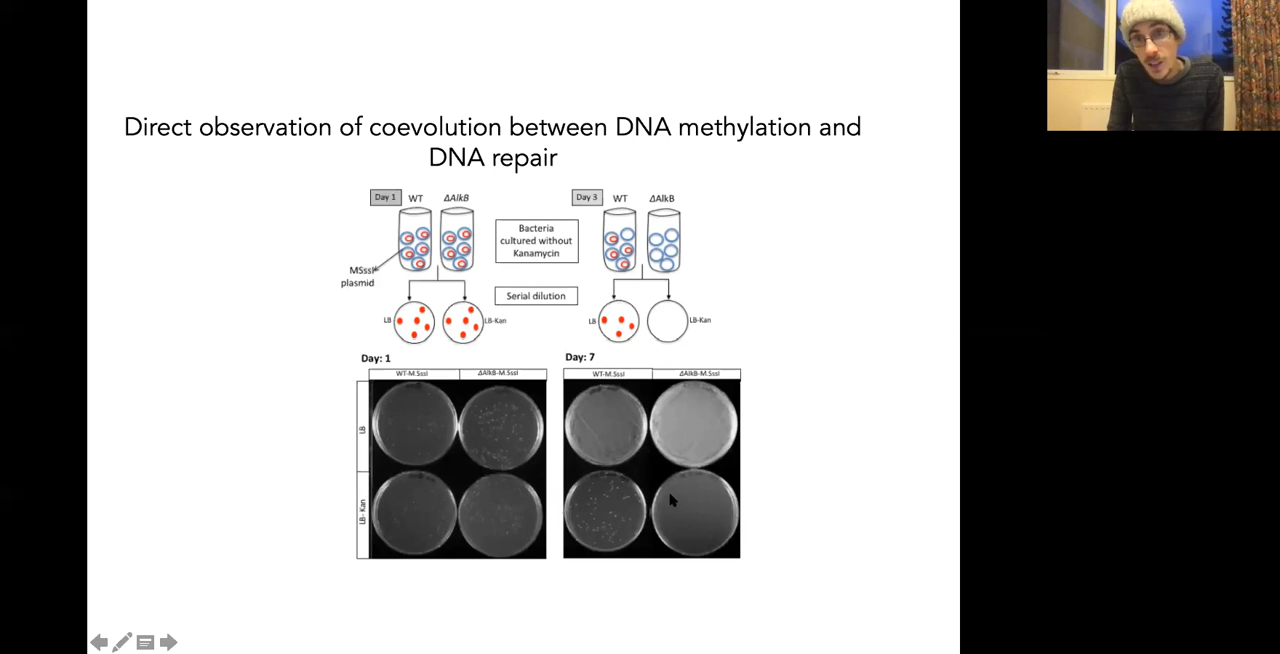 Direct observation of coevolution between DNA methylation and
DNA repair
Day 1 WT ΔAlkB
Day 3 WT ΔAlkB
Bacteria
cultured without
Kanamycin
MSssI
plasmid
Serial dilution
LB
LB-Kan
LB
LB-Kan
Day: 1
Day: 7
WT-M.SssI ΔAlkB-M.SssI
WT-M.SssI ΔAlkB-M.SssI
LB
LB- Kan